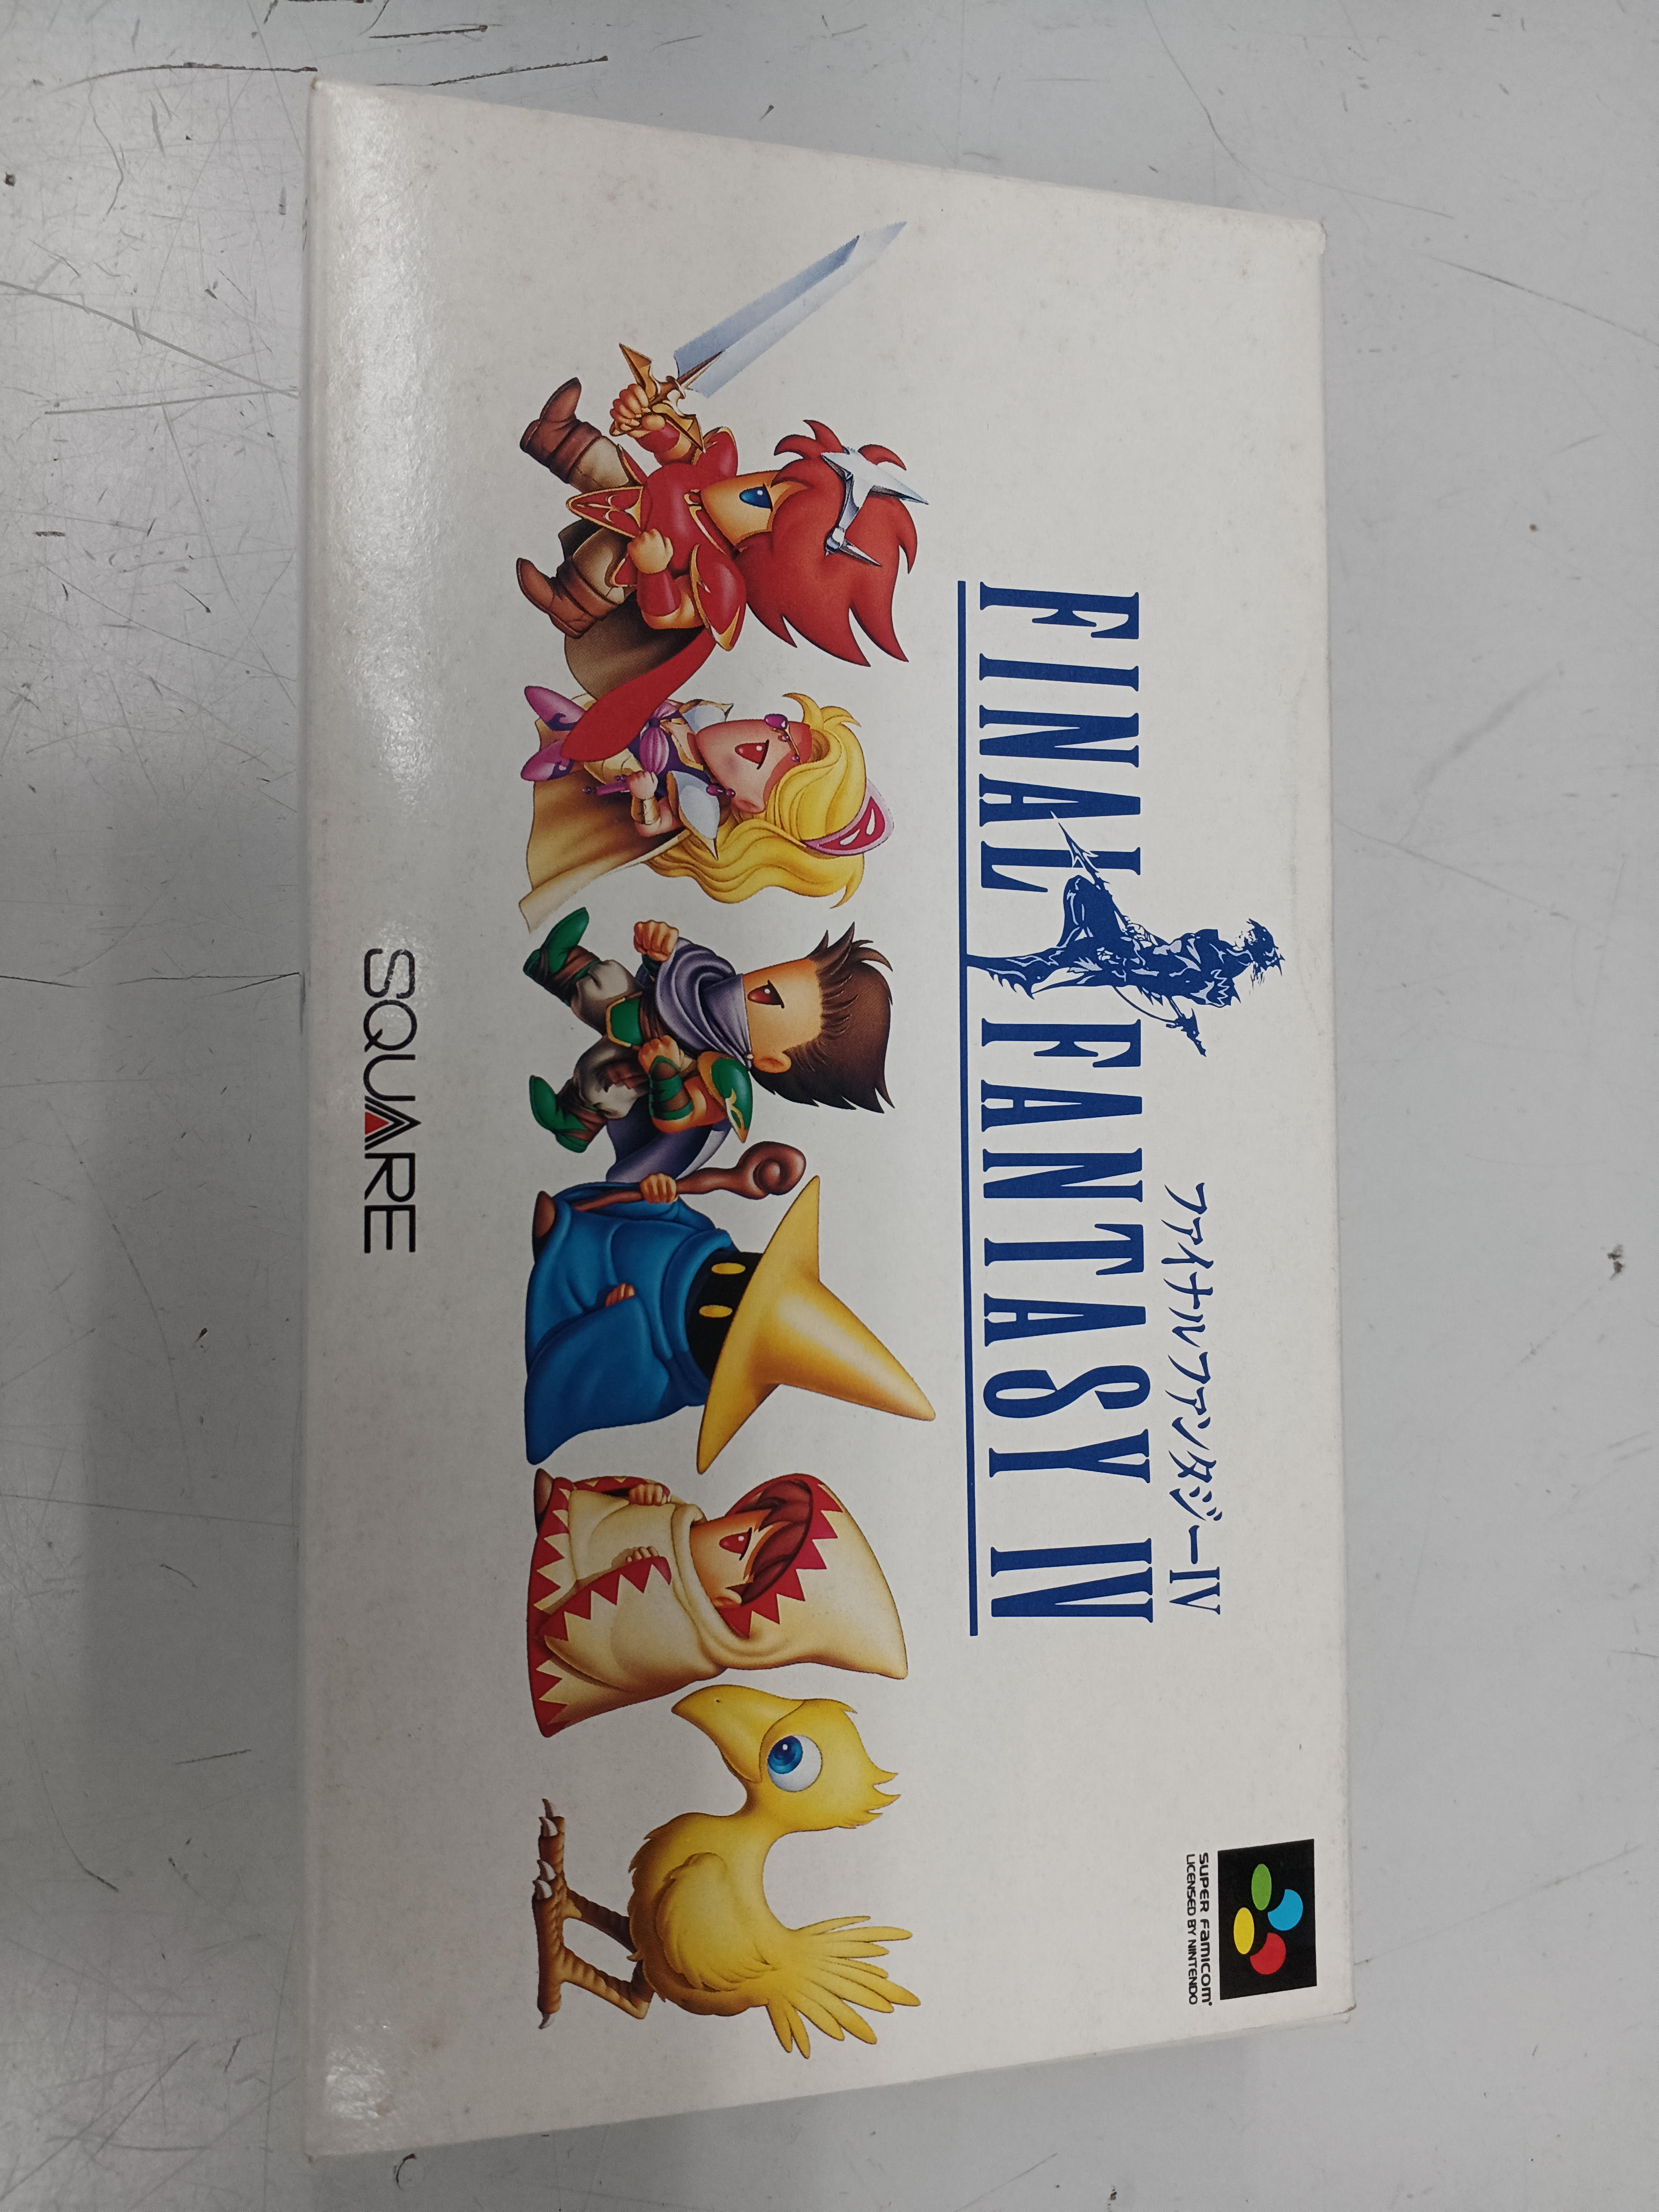 SUPER FAMICOM
LICENSED BY NINTENDO
ファイナルファンタジーIV
FINAL FANTASY IV
SQUARE